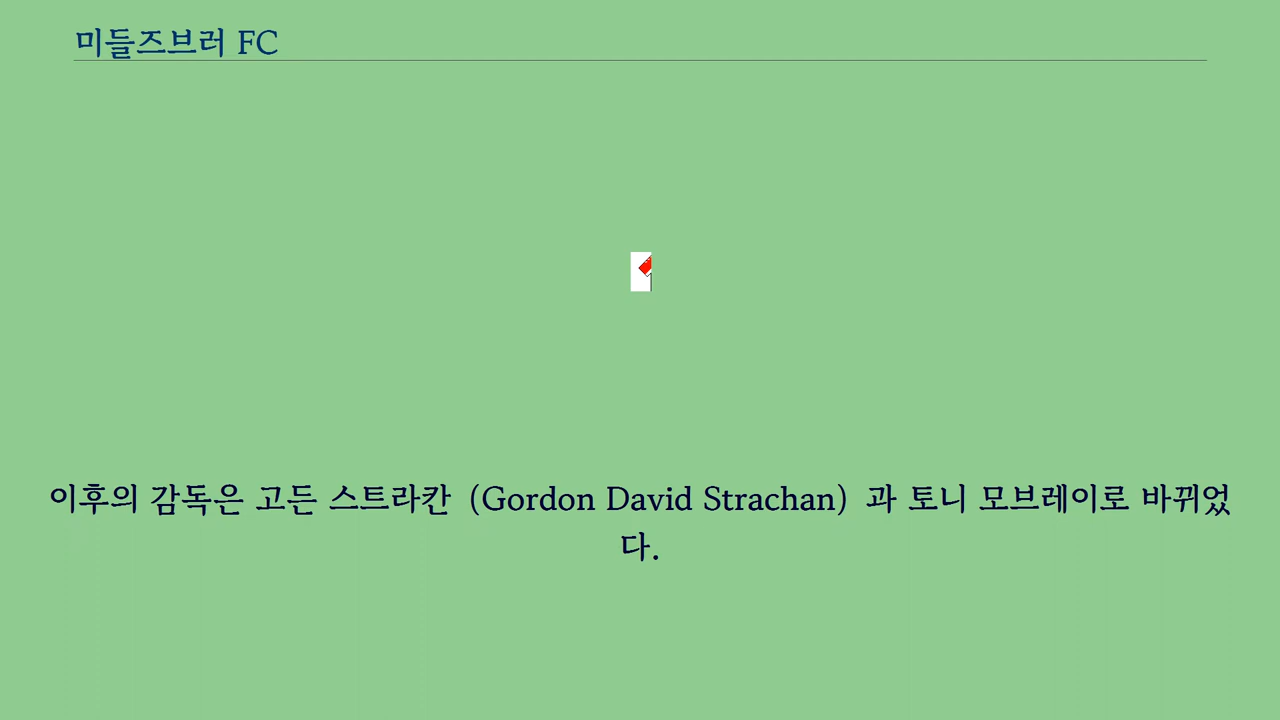 미들즈브러 FC
이후의 감독은 고든 스트라칸 (Gordon David Strachan) 과 토니 모브레이로 바뀌었
다.